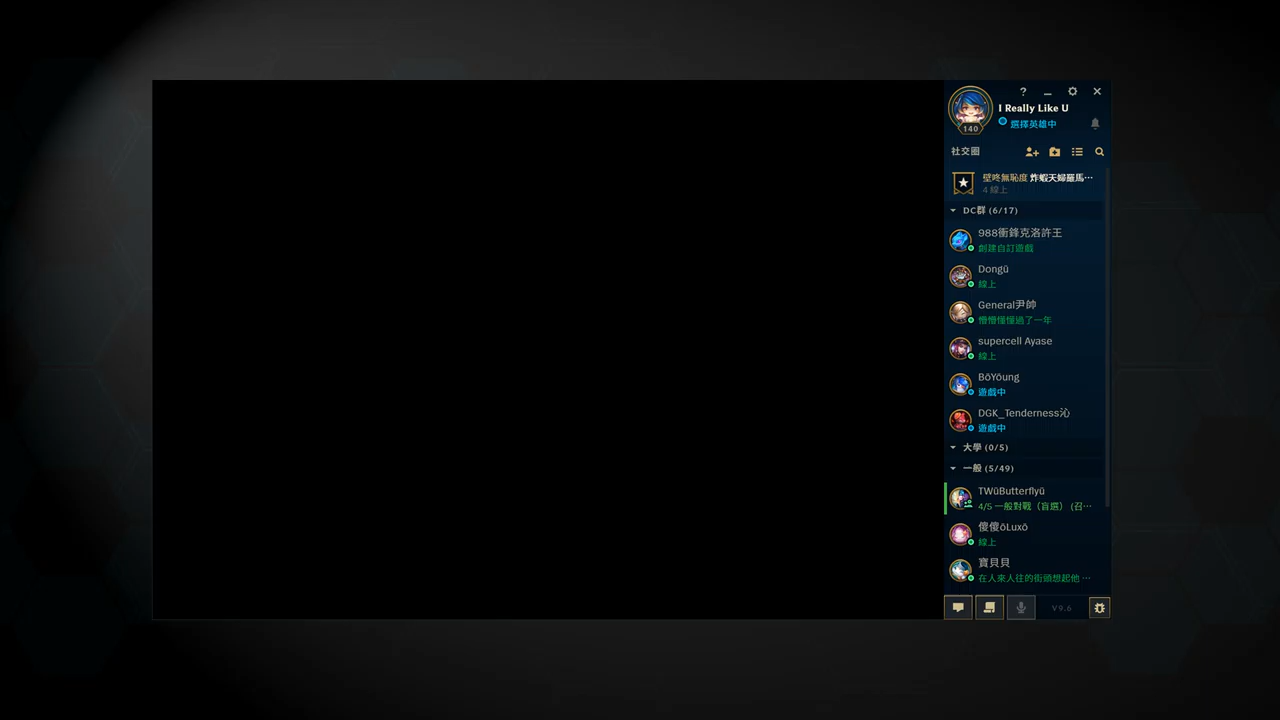 I Really Like U
選擇英雄中
140
社交圈
壁咚無恥度 炸蝦天婦羅馬…
4 線上
DC群 (6/17)
988衝鋒克洛許王
創建自訂遊戲
Dongü
線上
General尹帥
懵懵懂懂過了一年
supercell Ayase
線上
BōYōung
遊戲中
DGK_Tenderness沁
遊戲中
大學 (0/5)
一般 (5/49)
TWūButterflyū
4/5 一般對戰（盲選） (召…
傻傻ōLuxō
線上
寶貝貝
在人來人往的街頭想起他 …
V9.6